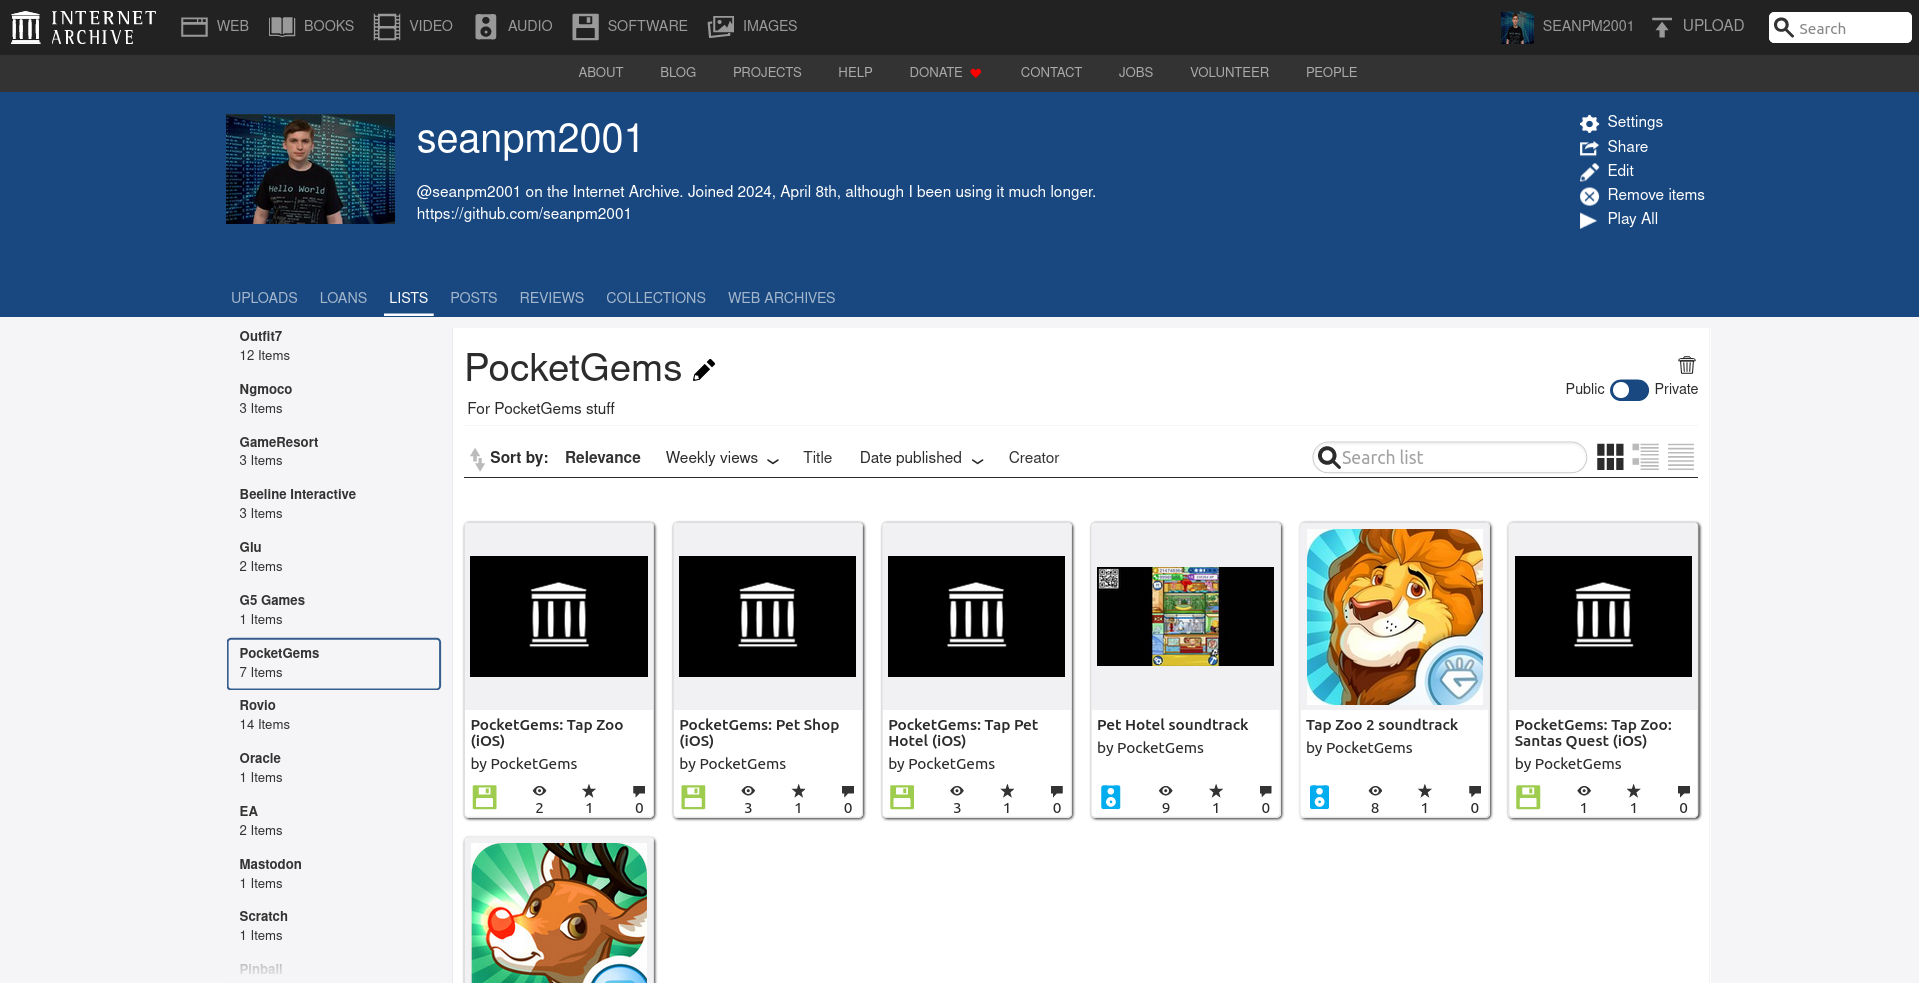 INTERNET ARCHIVE
WEB BOOKS VIDEO AUDIO SOFTWARE IMAGES
SEANPM2001 UPLOAD Search
ABOUT BLOG PROJECTS HELP DONATE CONTACT JOBS VOLUNTEER PEOPLE
Hello World
seanpm2001
@seanpm2001 on the Internet Archive. Joined 2024, April 8th, although I been using it much longer.
https://github.com/seanpm2001
Settings
Share
Edit
Remove items
Play All
UPLOADS LOANS LISTS POSTS REVIEWS COLLECTIONS WEB ARCHIVES
Outfit7
12 Items
Ngmoco
3 Items
GameResort
3 Items
Beeline Interactive
3 Items
Glu
2 Items
G5 Games
1 Items
PocketGems
7 Items
Rovio
14 Items
Oracle
1 Items
EA
2 Items
Mastodon
1 Items
Scratch
1 Items
Pinball
PocketGems
For PocketGems stuff
Public Private
Sort by: Relevance Weekly views Title Date published Creator
Search list
PocketGems: Tap Zoo
(iOS)
by PocketGems
2 1 0
PocketGems: Pet Shop
(iOS)
by PocketGems
3 1 0
PocketGems: Tap Pet
Hotel (iOS)
by PocketGems
3 1 0
Pet Hotel soundtrack
by PocketGems
9 1 0
Tap Zoo 2 soundtrack
by PocketGems
8 1 0
PocketGems: Tap Zoo:
Santas Quest (iOS)
by PocketGems
1 1 0